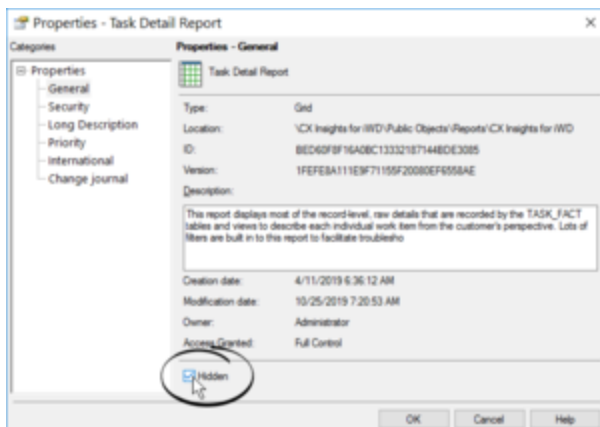 Properties - Task Detail Report
Categories
Properties
General
Security
Long Description
Priority
International
Change journal
Properties - General
Task Detail Report
Type: Grid
Location: \CX Insights for iWD\Public Objects\Reports\CX Insights for iWD
ID: BED60F8F16A0BC13332187144BDE3085
Version: 1FEFE8A111E9F71155F20080EF6558AE
Description:
This report displays most of the record-level, raw details that are recorded by the TASK_FACT
tables and views to describe each individual work item from the customer's perspective. Lots of
filters are built in to this report to facilitate troublesho
Creation date: 4/11/2019 6:36:12 AM
Modification date: 10/25/2019 7:20:53 AM
Owner: Administrator
Access Granted: Full Control
Hidden
OK
Cancel
Help